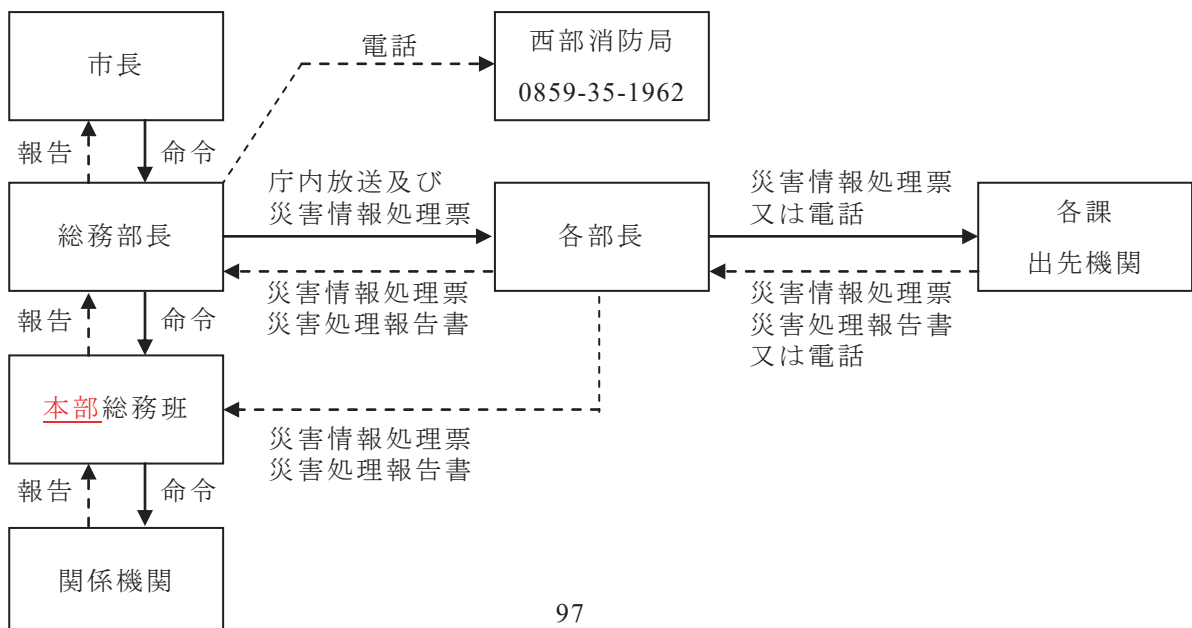 市長
電話
西部消防局
0859-35-1962
報告
命令
総務部長
庁内放送及び
災害情報処理票
各部長
災害情報処理票
又は電話
各課
出先機関
災害情報処理票
災害処理報告書
災害情報処理票
災害処理報告書
又は電話
報告
命令
本部総務班
災害情報処理票
災害処理報告書
報告
命令
関係機関
97